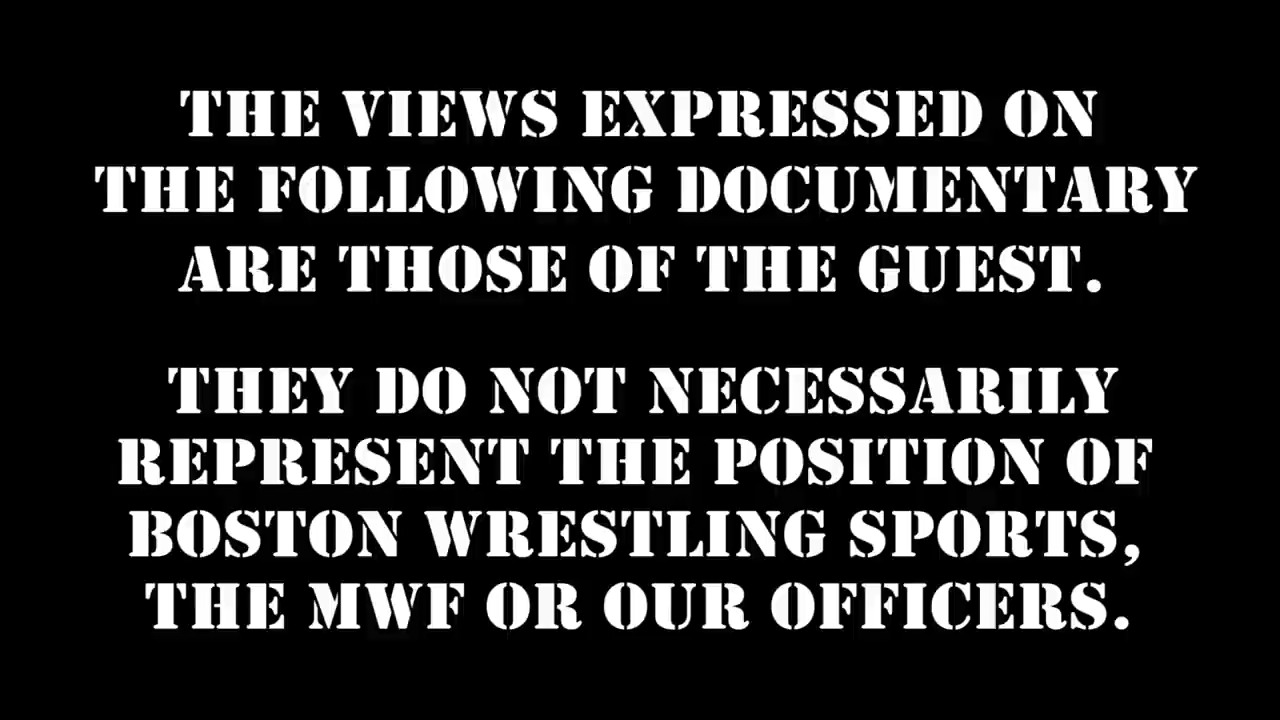 THE VIEWS EXPRESSED ON
THE FOLLOWING DOCUMENTARY
ARE THOSE OF THE GUEST.
THEY DO NOT NECESSARILY
REPRESENT THE POSITION OF
BOSTON WRESTLING SPORTS,
THE MWF OR OUR OFFICERS.